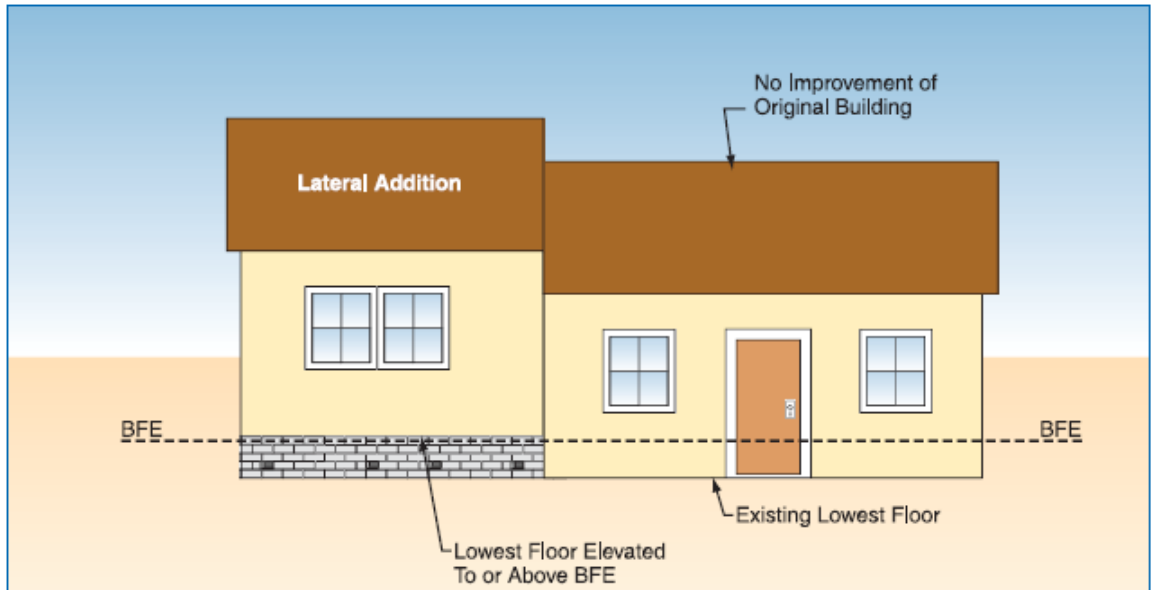 No Improvement of
Original Building
Lateral Addition
BFE
BFE
Existing Lowest Floor
Lowest Floor Elevated
To or Above BFE